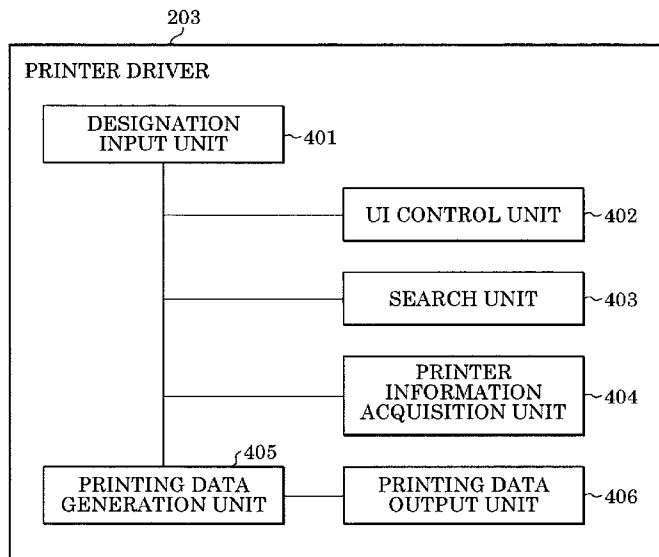 203
PRINTER DRIVER
DESIGNATION
INPUT UNIT
401
UI CONTROL UNIT
402
SEARCH UNIT
403
PRINTER
INFORMATION
ACQUISITION UNIT
404
405
PRINTING DATA
GENERATION UNIT
PRINTING DATA
OUTPUT UNIT
406